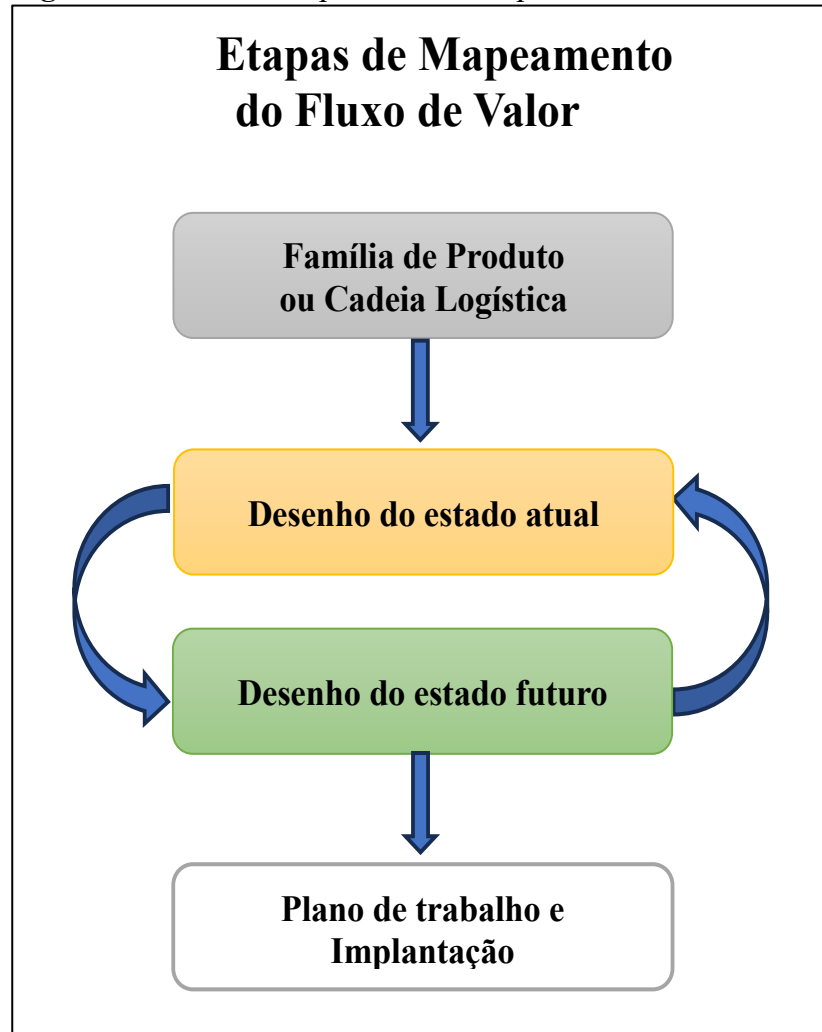 Etapas de Mapeamento
do Fluxo de Valor
Família de Produto
ou Cadeia Logística
Desenho do estado atual
Desenho do estado futuro
Plano de trabalho e
Implantação